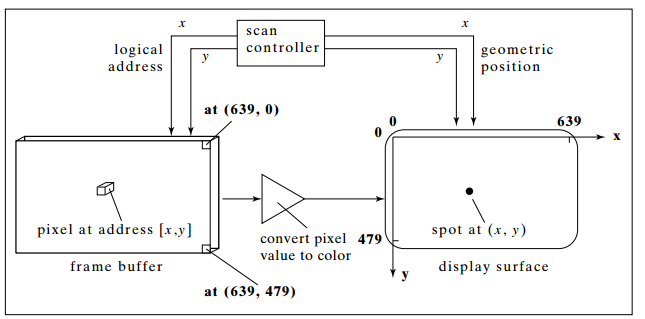 x
scan
controller
x
logical
address
y
y
geometric
position
at (639, 0)
0
0
639
x
pixel at address [x,y]
convert pixel
value to color
479
spot at (x, y)
frame buffer
y
display surface
at (639, 479)